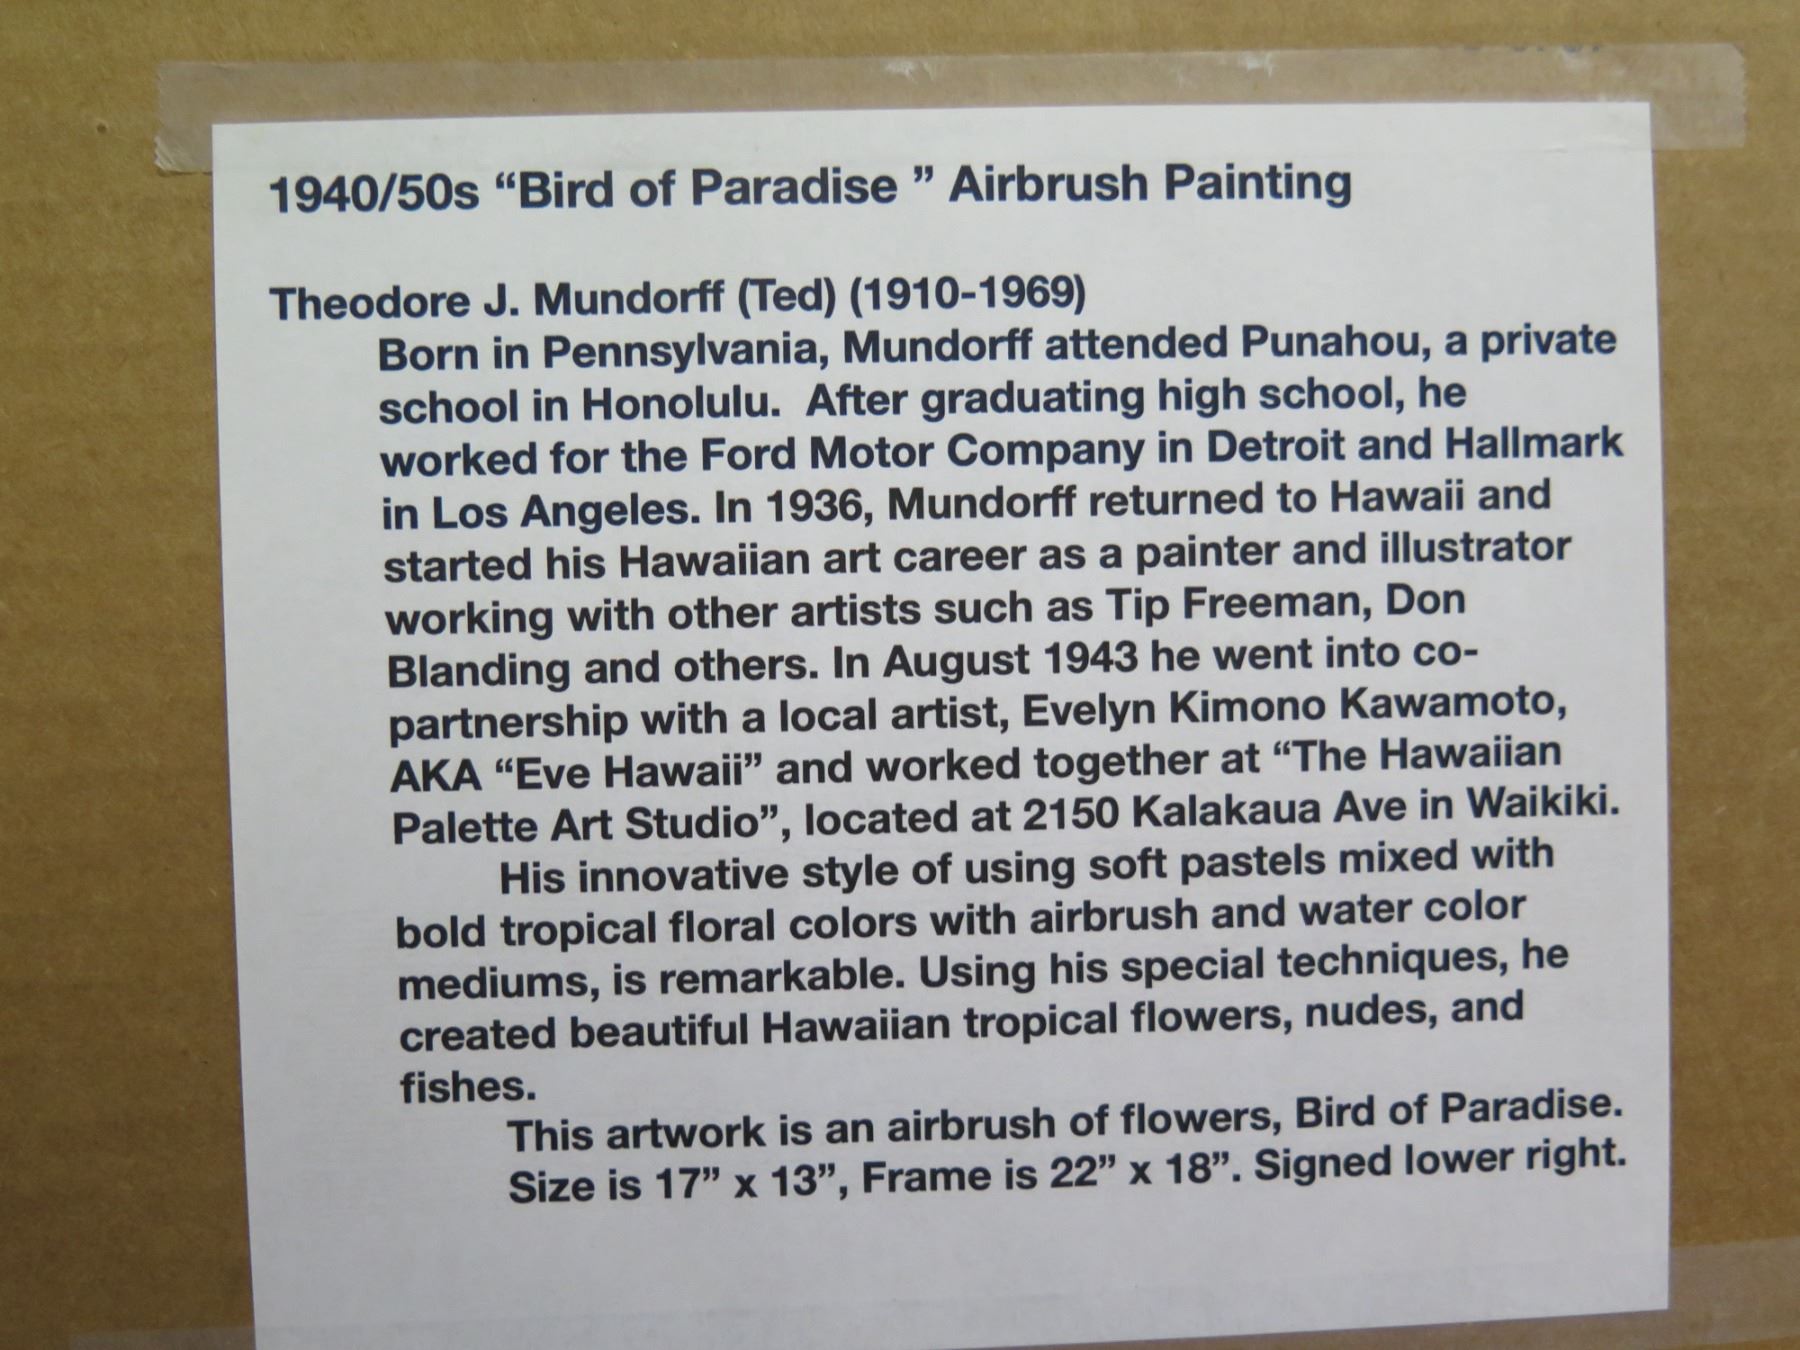 1940/50s “Bird of Paradise ” Airbrush Painting
Theodore J. Mundorff (Ted) (1910-1969)
Born in Pennsylvania, Mundorff attended Punahou, a private
school in Honolulu.  After graduating high school, he
worked for the Ford Motor Company in Detroit and Hallmark
in Los Angeles. In 1936, Mundorff returned to Hawaii and
started his Hawaiian art career as a painter and illustrator
working with other artists such as Tip Freeman, Don
Blanding and others. In August 1943 he went into co-
partnership with a local artist, Evelyn Kimono Kawamoto,
AKA “Eve Hawaii” and worked together at “The Hawaiian
Palette Art Studio”, located at 2150 Kalakaua Ave in Waikiki.
His innovative style of using soft pastels mixed with
bold tropical floral colors with airbrush and water color
mediums, is remarkable. Using his special techniques, he
created beautiful Hawaiian tropical flowers, nudes, and
fishes.
This artwork is an airbrush of flowers, Bird of Paradise.
Size is 17” x 13”, Frame is 22” x 18”. Signed lower right.